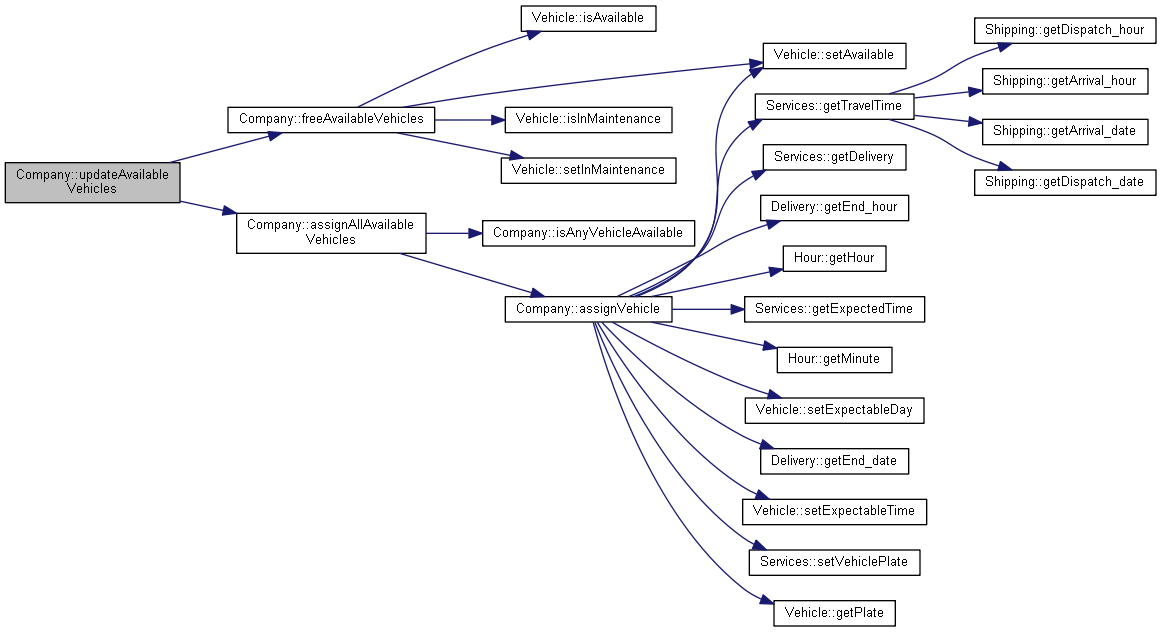 Vehicle::isAvailable
Shipping::getDispatch_hour
Vehicle::setAvailable
Shipping::getArrival_hour
Services::getTravelTime
Company::freeAvailableVehicles
Vehicle::isInMaintenance
Shipping::getArrival_date
Services::getDelivery
Vehicle::setInMaintenance
Company::updateAvailable
Vehicles
Shipping::getDispatch_date
Delivery::getEnd_hour
Company::assignAllAvailable
Vehicles
Company::isAnyVehicleAvailable
Hour::getHour
Company::assignVehicle
Services::getExpectedTime
Hour::getMinute
Vehicle::setExpectableDay
Delivery::getEnd_date
Vehicle::setExpectableTime
Services::setVehiclePlate
Vehicle::getPlate